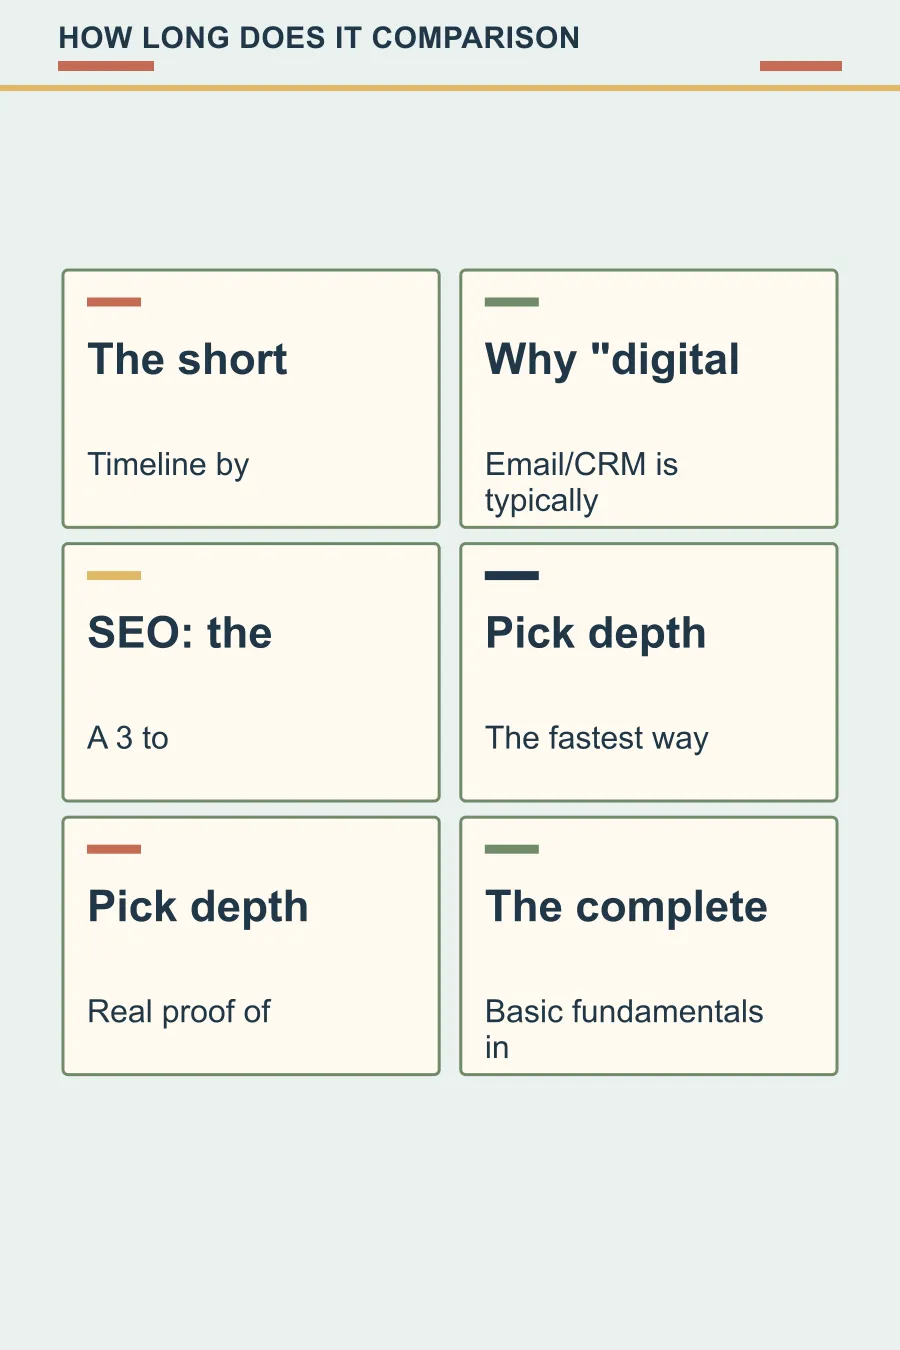 HOW LONG DOES IT COMPARISON
The short
Timeline by
Why "digital
Email/CRM is
typically
SEO: the
A 3 to
Pick depth
The fastest way
Pick depth
Real proof of
The complete
Basic fundamentals
in